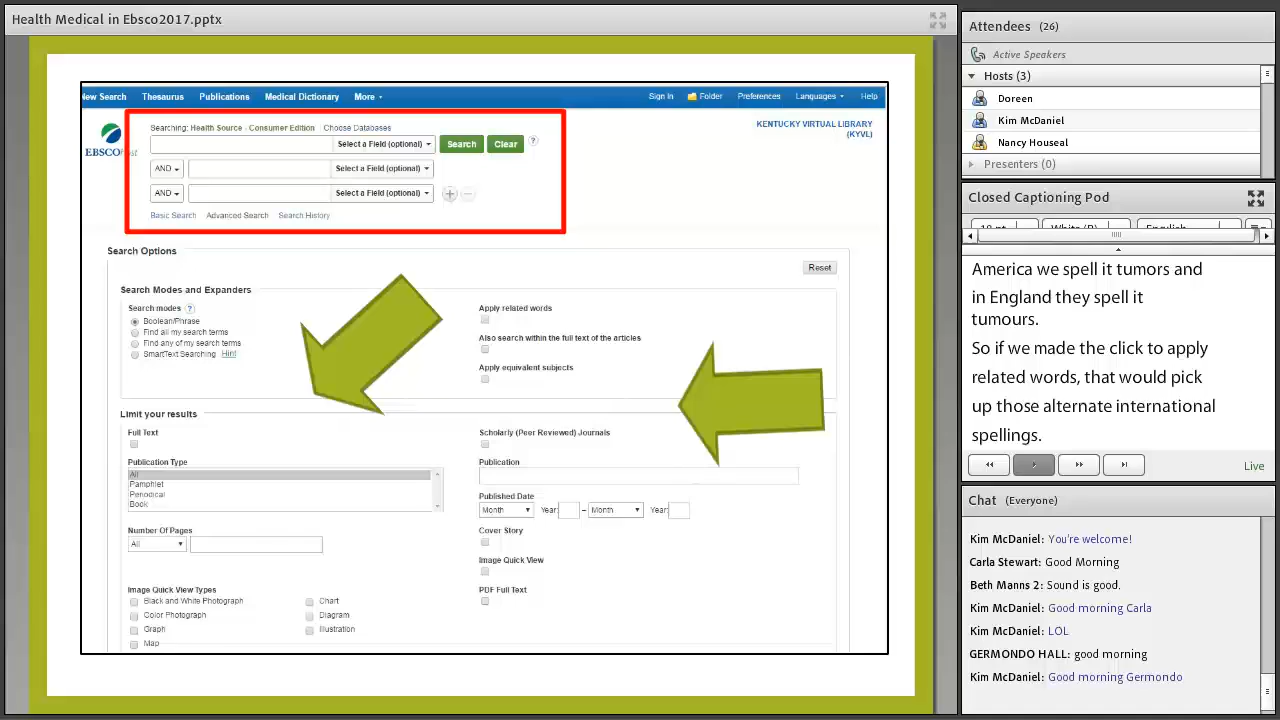 Health Medical in Ebsco2017.pptx
New Search Thesaurus Publications Medical Dictionary More
Sign In Folder Preferences Languages Help
Searching: Health Source - Consumer Edition Choose Databases
KENTUCKY VIRTUAL LIBRARY
(KYVL)
EBSCOhost
Select a Field (optional) Search Clear ?
AND Select a Field (optional)
AND Select a Field (optional)
Basic Search Advanced Search Search History
Search Options
Reset
Search Modes and Expanders
Search modes ?
Boolean/Phrase
Find all my search terms
Find any of my search terms
SmartText Searching Hint
Apply related words
Also search within the full text of the articles
Apply equivalent subjects
Limit your results
Full Text
Publication Type
All
Pamphlet
Periodical
Book
Number Of Pages
All
Image Quick View Types
Black and White Photograph
Color Photograph
Graph
Map
Chart
Diagram
Illustration
Scholarly (Peer Reviewed) Journals
Publication
Published Date
Month Year: – Month Year:
Cover Story
Image Quick View
PDF Full Text
Attendees (26)
Active Speakers
Hosts (3)
Doreen
Kim McDaniel
Nancy Houseal
Presenters (0)
Closed Captioning Pod
English
America we spell it tumors and
in England they spell it
tumours.
So if we made the click to apply
related words, that would pick
up those alternate international
spellings.
Live
Chat (Everyone)
Kim McDaniel: You're welcome!
Carla Stewart: Good Morning
Beth Manns 2: Sound is good.
Kim McDaniel: Good morning Carla
Kim McDaniel: LOL
GERMONDO HALL: good morning
Kim McDaniel: Good morning Germondo